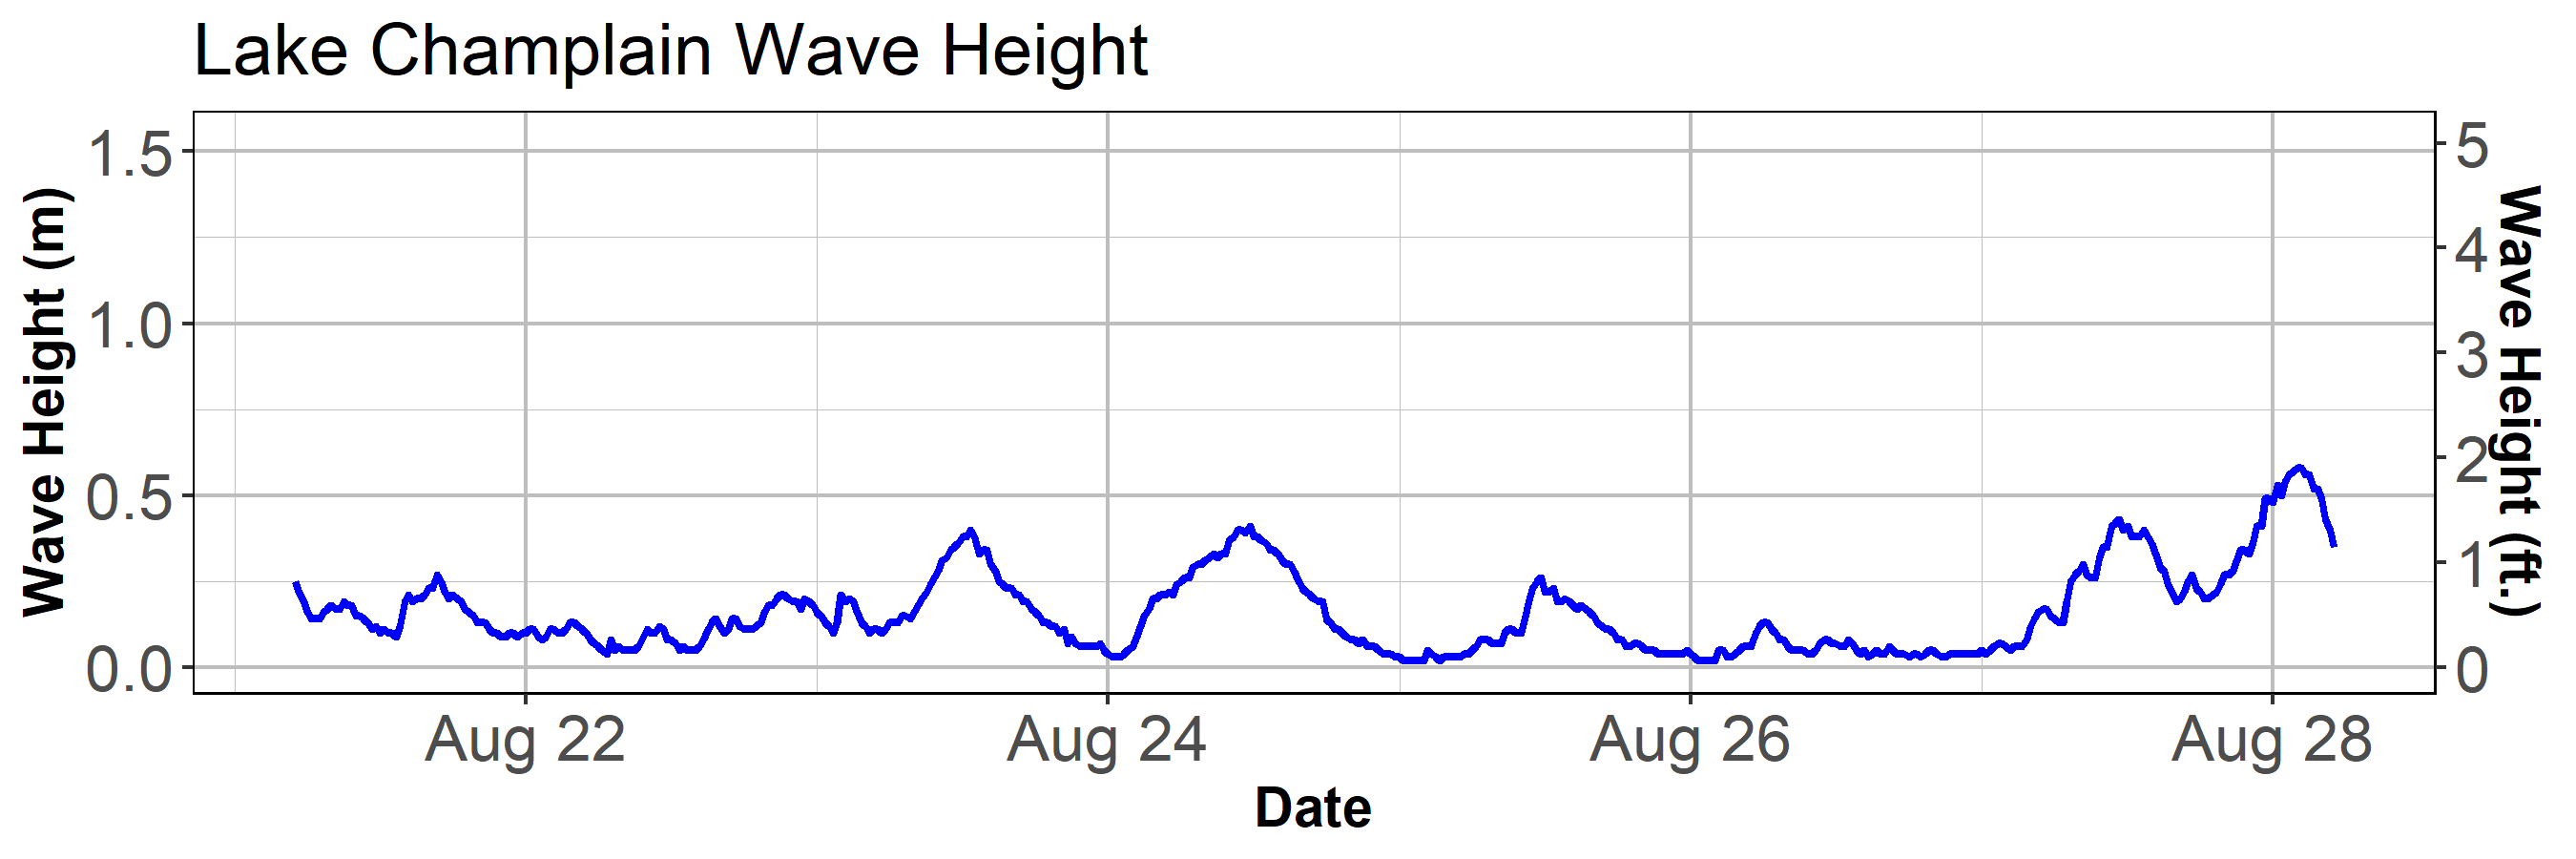 Lake Champlain Wave Height
Wave Height (m)
1.5
1.0
0.5
0.0
5
4
3
2
1
0
Wave Height (ft.)
Aug 22 Aug 24 Aug 26 Aug 28
Date